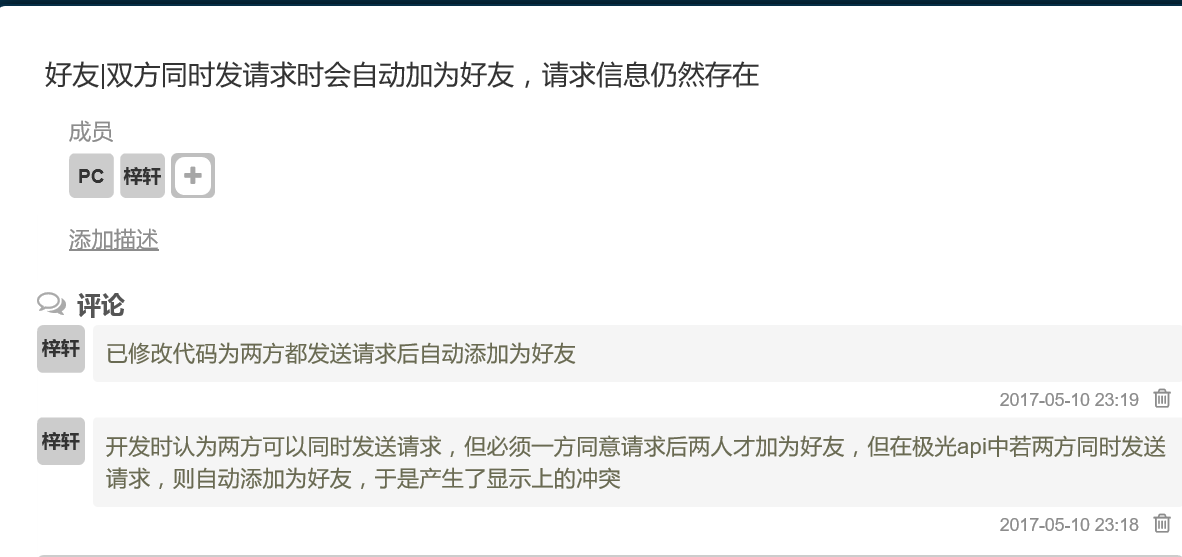 好友|双方同时发请求时会自动加为好友，请求信息仍然存在
成员
PC 梓轩
添加描述
评论
梓轩 已修改代码为两方都发送请求后自动添加为好友
2017-05-10 23:19
梓轩 开发时认为两方可以同时发送请求，但必须一方同意请求后两人才加为好友，但在极光api中若两方同时发送
请求，则自动添加为好友，于是产生了显示上的冲突
2017-05-10 23:18